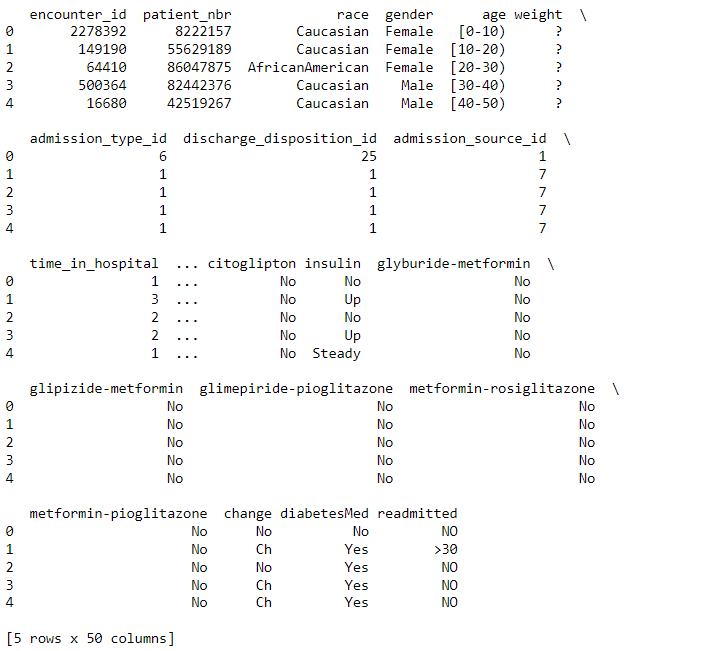 encounter_id  patient_nbr             race  gender      age weight  \
0       2278392      8222157        Caucasian  Female   [0-10)      ?
1        149190     55629189        Caucasian  Female  [10-20)      ?
2         64410     86047875  AfricanAmerican  Female  [20-30)      ?
3        500364     82442376        Caucasian    Male  [30-40)      ?
4         16680     42519267        Caucasian    Male  [40-50)      ?

   admission_type_id  discharge_disposition_id  admission_source_id  \
0                  6                        25                    1
1                  1                         1                    7
2                  1                         1                    7
3                  1                         1                    7
4                  1                         1                    7

   time_in_hospital  ... citoglipton insulin  glyburide-metformin  \
0                 1  ...          No      No                   No
1                 3  ...          No      Up                   No
2                 2  ...          No      No                   No
3                 2  ...          No      Up                   No
4                 1  ...          No  Steady                   No

   glipizide-metformin  glimepiride-pioglitazone  metformin-rosiglitazone  \
0                   No                        No                       No
1                   No                        No                       No
2                   No                        No                       No
3                   No                        No                       No
4                   No                        No                       No

   metformin-pioglitazone  change diabetesMed readmitted
0                      No      No          No         NO
1                      No      Ch         Yes        >30
2                      No      No         Yes         NO
3                      No      Ch         Yes         NO
4                      No      Ch         Yes         NO

[5 rows x 50 columns]